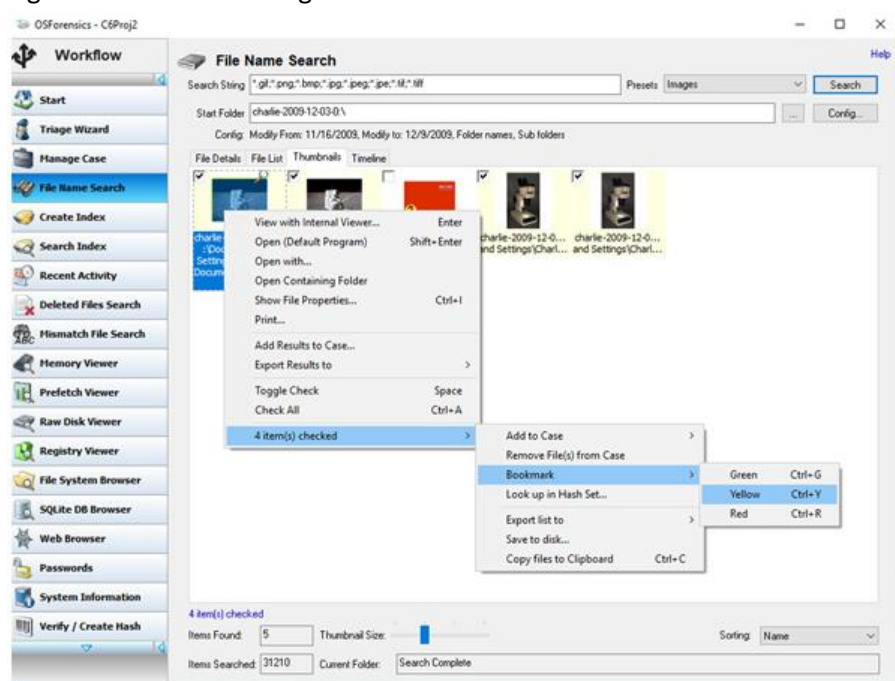 OSForensics - C6Proj2
Workflow
Start
Triage Wizard
Manage Case
File Name Search
Create Index
Search Index
Recent Activity
Deleted Files Search
Mismatch File Search
Memory Viewer
Prefetch Viewer
Raw Disk Viewer
Registry Viewer
File System Browser
SQLite DB Browser
Web Browser
Passwords
System Information
Verify / Create Hash
File Name Search
Help
Search String *.gif;*.png;*.bmp;*.jpg;*.jpeg;*.jpe;*.tif;*.tiff Presets Images Search
Start Folder charlie-2009-12-03-0:\ ... Config...
Config: Modify From: 11/16/2009, Modify to: 12/9/2009, Folder names, Sub folders
File Details File List Thumbnails Timeline
charlie-2009-12-0... charlie-2009-12-0...
and Settings\Charl... and Settings\Charl...
View with Internal Viewer... Enter
Open (Default Program) Shift+Enter
Open with...
Open Containing Folder
Show File Properties... Ctrl+I
Print...
Add Results to Case...
Export Results to
Toggle Check Space
Check All Ctrl+A
4 item(s) checked
Add to Case
Remove File(s) from Case
Bookmark
Look up in Hash Set...
Export list to
Save to disk...
Copy files to Clipboard Ctrl+C
Green Ctrl+G
Yellow Ctrl+Y
Red Ctrl+R
4 item(s) checked
Items Found: 5 Thumbnail Size: Sorting: Name
Items Searched: 31210 Current Folder: Search Complete